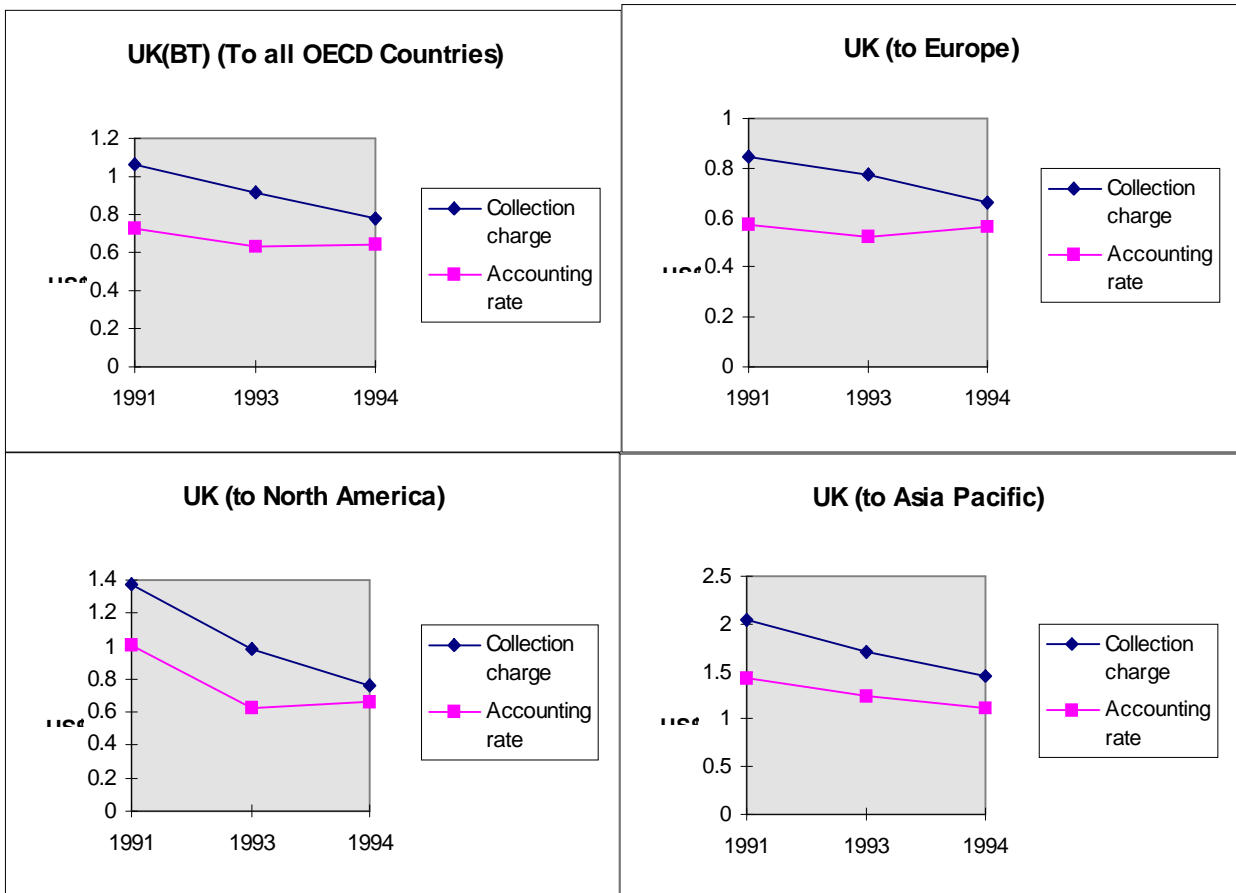 UK(BT) (To all OECD Countries)
1.2
1
0.8
0.6
0.4
0.2
0
1991 1993 1994
Collection
charge
Accounting
rate
UK (to Europe)
1
0.8
0.6
0.4
0.2
0
1991 1993 1994
Collection
charge
Accounting
rate
UK (to North America)
1.4
1.2
1
0.8
0.6
0.4
0.2
0
1991 1993 1994
Collection
charge
Accounting
rate
UK (to Asia Pacific)
2.5
2
1.5
1
0.5
0
1991 1993 1994
Collection
charge
Accounting
rate